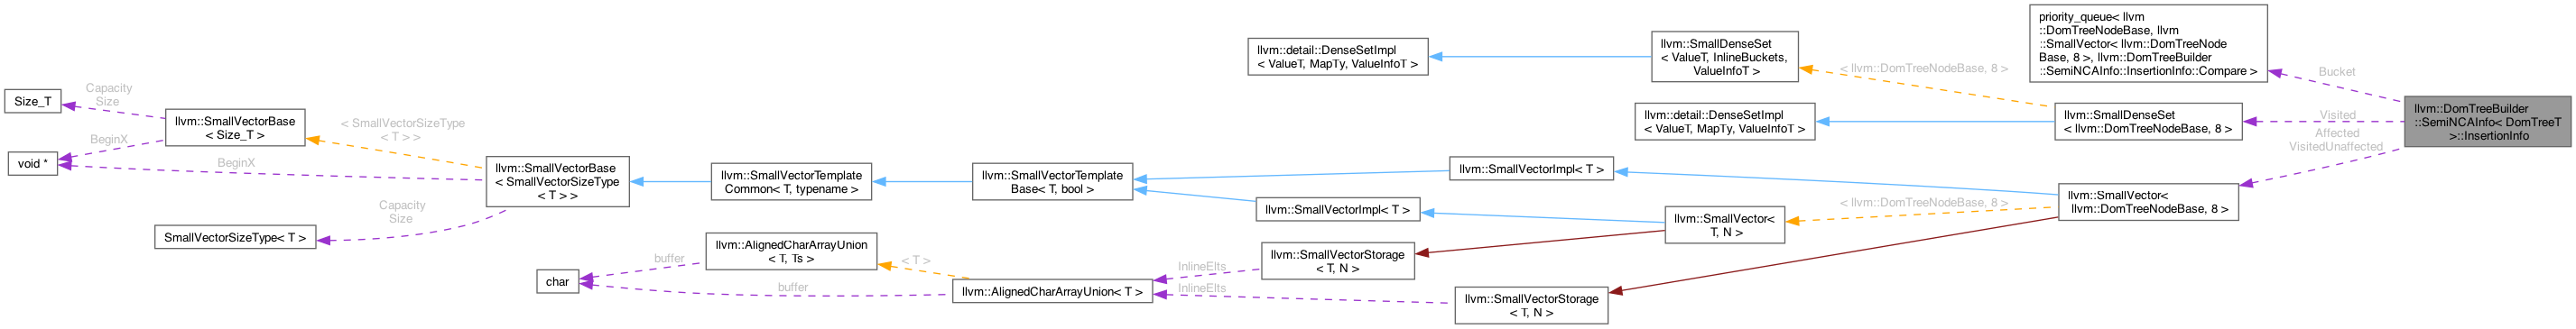 Size_T
void *
Capacity
Size
BeginX
llvm::SmallVectorBase
< Size_T >
SmallVectorSizeType< T >
< SmallVectorSizeType
< T > >
BeginX
Capacity
Size
llvm::SmallVectorBase
< SmallVectorSizeType
< T > >
char
buffer
buffer
llvm::SmallVectorTemplate
Common< T, typename >
llvm::AlignedCharArrayUnion
< T, Ts >
< T >
llvm::SmallVectorTemplate
Base< T, bool >
llvm::AlignedCharArrayUnion< T >
InlineElts
InlineElts
llvm::detail::DenseSetImpl
< ValueT, MapTy, ValueInfoT >
llvm::SmallVectorImpl< T >
llvm::SmallVectorImpl< T >
llvm::SmallVectorStorage
< T, N >
llvm::SmallVectorStorage
< T, N >
llvm::SmallDenseSet
< ValueT, InlineBuckets,
ValueInfoT >
llvm::detail::DenseSetImpl
< ValueT, MapTy, ValueInfoT >
llvm::SmallVector<
T, N >
< llvm::DomTreeNodeBase, 8 >
< llvm::DomTreeNodeBase, 8 >
priority_queue< llvm
::DomTreeNodeBase, llvm
::SmallVector< llvm::DomTreeNode
Base, 8 >, llvm::DomTreeBuilder
::SemiNCAInfo::InsertionInfo::Compare >
llvm::SmallDenseSet
< llvm::DomTreeNodeBase, 8 >
llvm::SmallVector<
llvm::DomTreeNodeBase, 8 >
Bucket
Visited
Affected
VisitedUnaffected
llvm::DomTreeBuilder
::SemiNCAInfo< DomTreeT
>::InsertionInfo